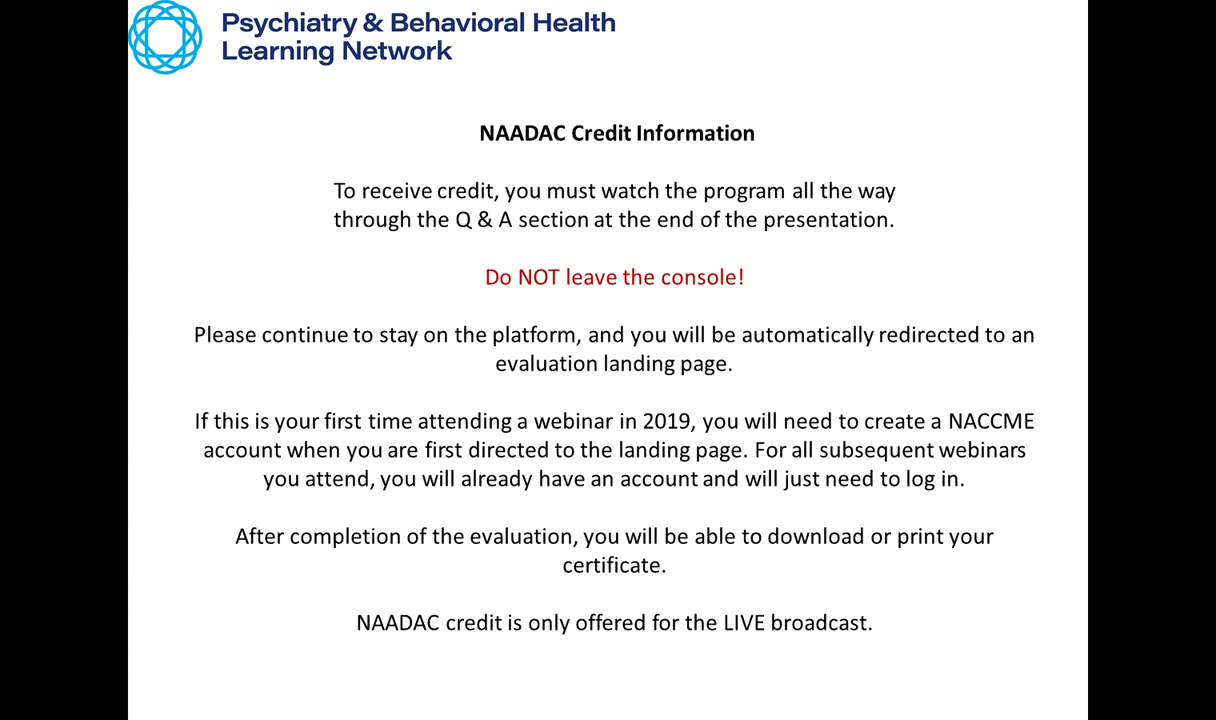 Psychiatry & Behavioral Health
Learning Network
NAADAC Credit Information
To receive credit, you must watch the program all the way
through the Q & A section at the end of the presentation.
Do NOT leave the console!
Please continue to stay on the platform, and you will be automatically redirected to an
evaluation landing page.
If this is your first time attending a webinar in 2019, you will need to create a NACCME
account when you are first directed to the landing page. For all subsequent webinars
you attend, you will already have an account and will just need to log in.
After completion of the evaluation, you will be able to download or print your
certificate.
NAADAC credit is only offered for the LIVE broadcast.